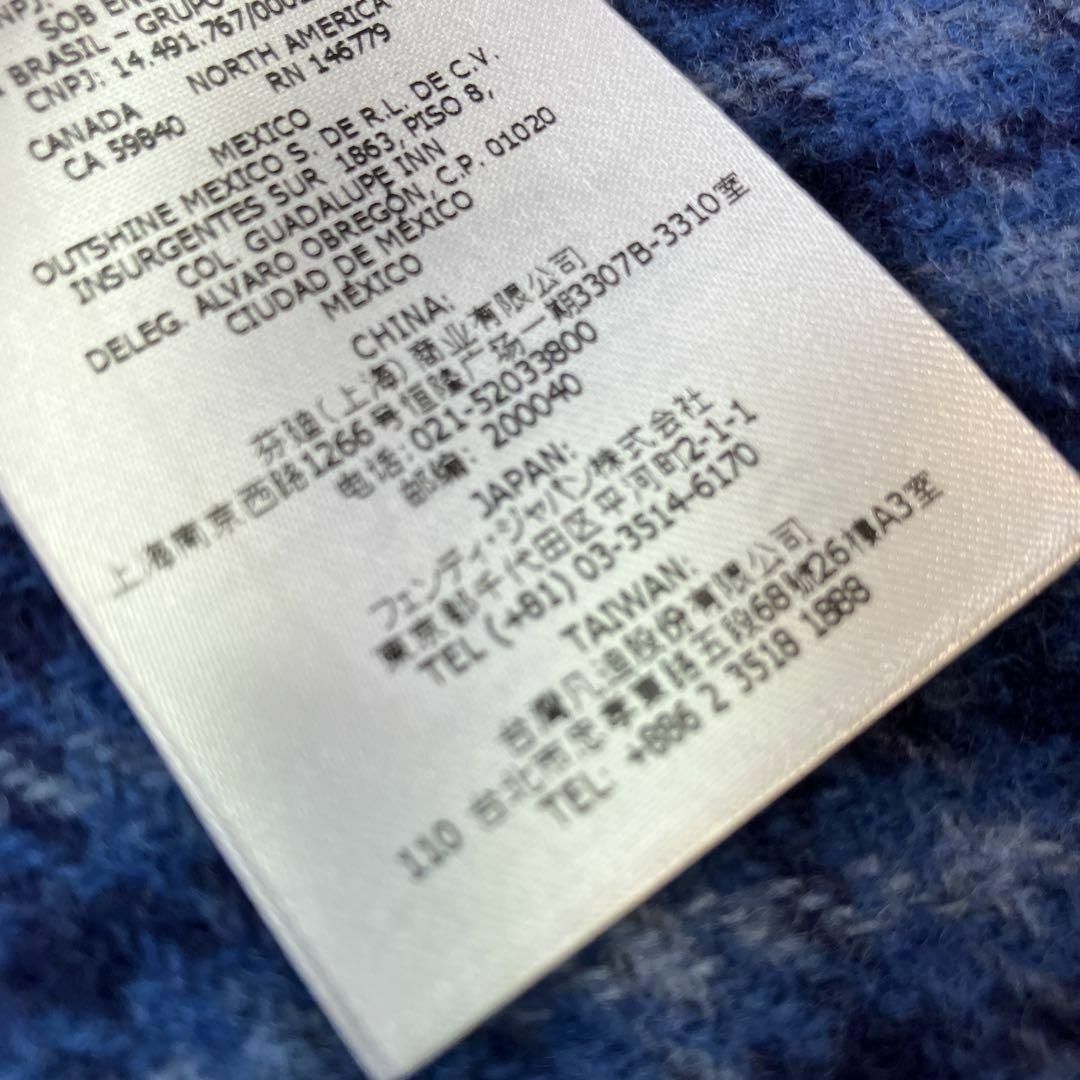 CNPJ:
SOB EN
BRASIL - GRUPO
CNPJ: 14.491.767/000
CANADA NORTH AMERICA
CA 59840 RN 146779
MEXICO
OUTSHINE MEXICO S. DE R.L. DE C.V.
INSURGENTES SUR 1863, PISO 8,
COL. GUADALUPE INN
DELEG. ALVARO OBREGÓN, C.P. 01020
CIUDAD DE MÉXICO
MÉXICO
CHINA:
芬迪(上海)商业有限公司
上海南京西路1266号恒隆广场一期3307B-3310室
电话: 021-52033800
邮编: 200040
JAPAN:
フェンディ・ジャパン株式会社
東京都千代田区平河町2-1-1
TEL (+81) 03-3514-6170
TAIWAN:
台灣凡迪股份有限公司
110 台北市忠孝東路五段68號26樓A3室
TEL: +886 2 3518 1888